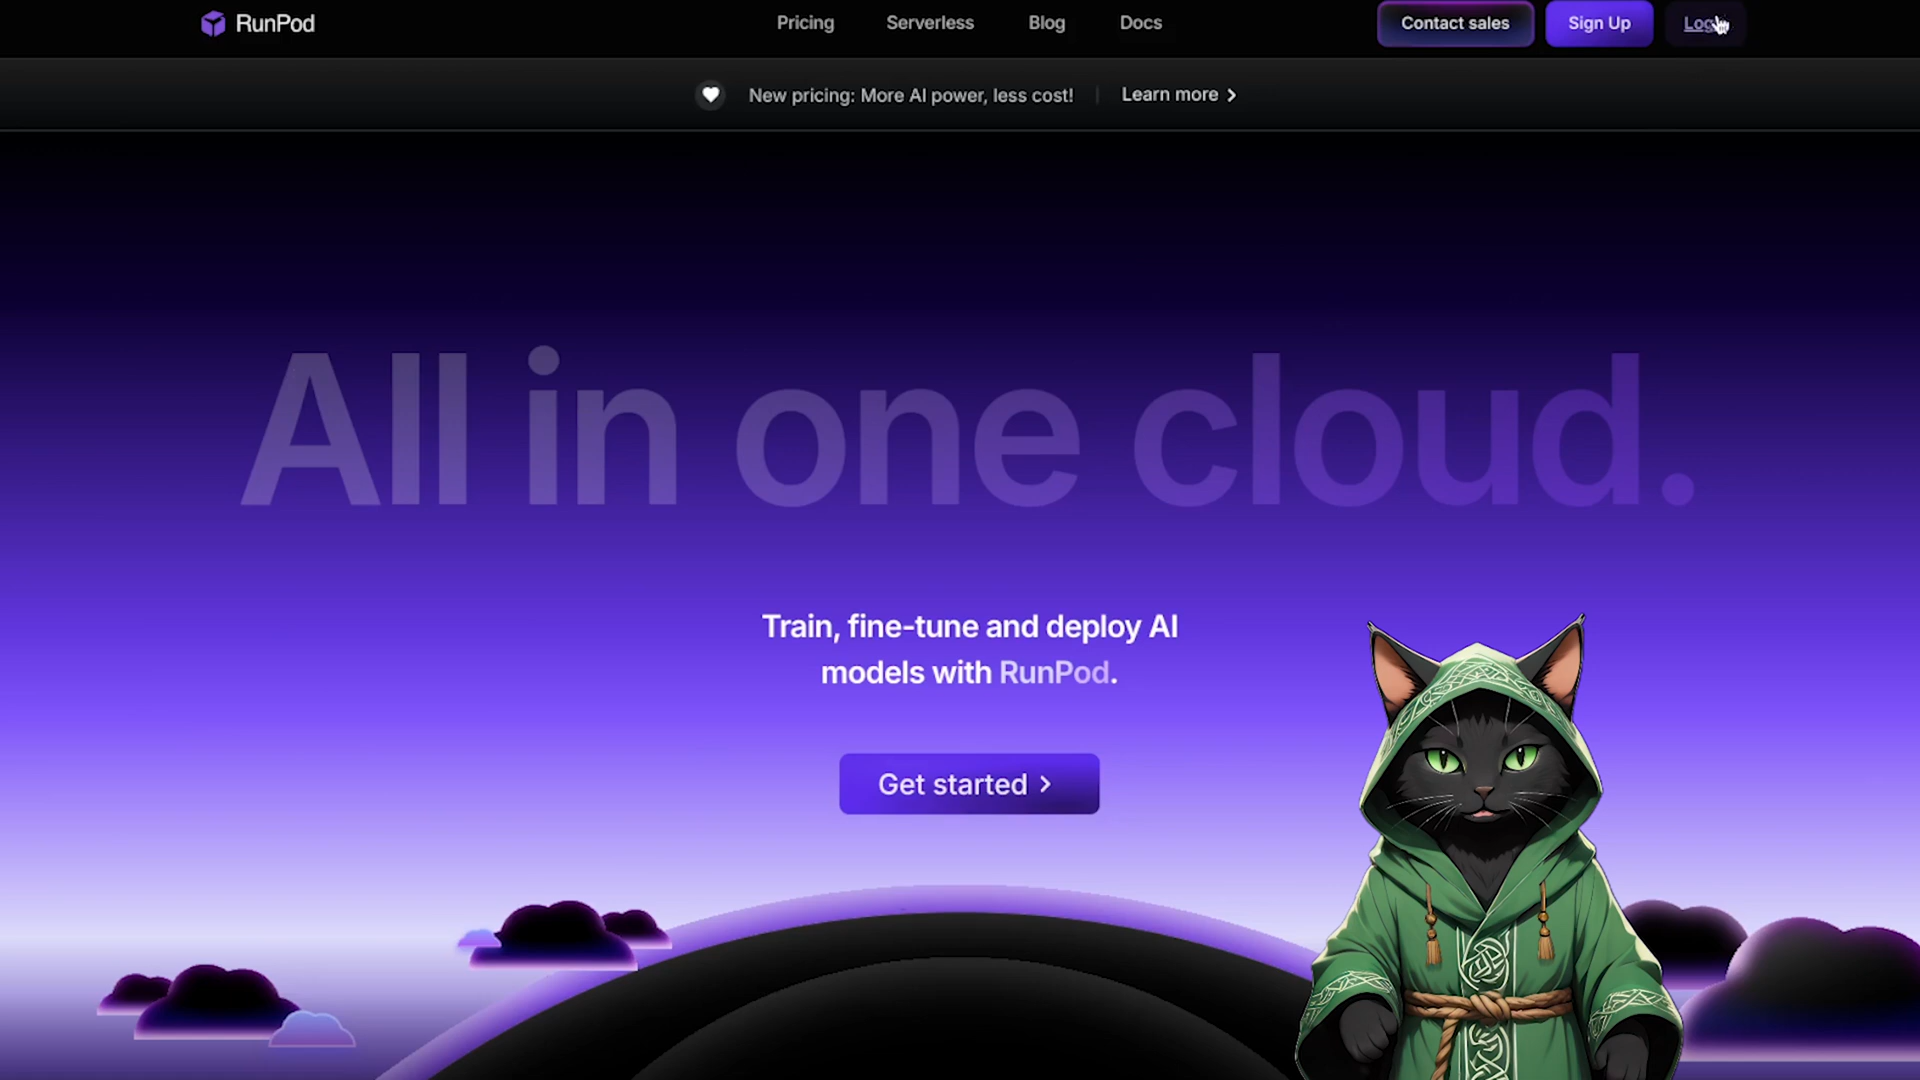 RunPod
Pricing
Serverless
Blog
Docs
Contact sales
Sign Up
New pricing: More AI power, less cost!
Learn more
All in one cloud.
Train, fine-tune and deploy AI
models with RunPod.
Get started